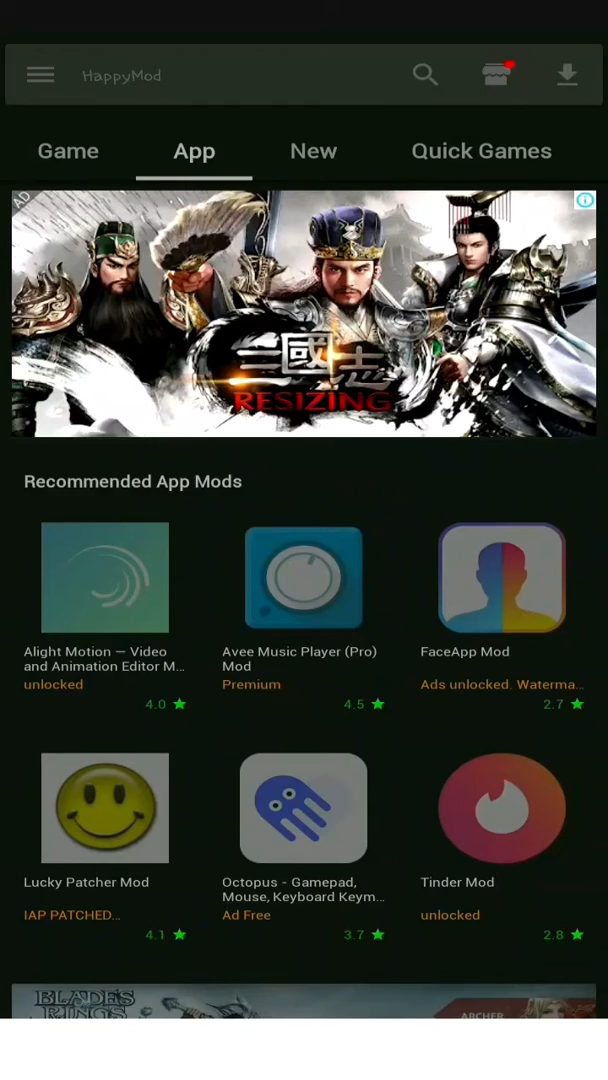 HappyMod
Game App New Quick Games
AD
三國志
RESIZING
Recommended App Mods
Alight Motion — Video
and Animation Editor M...
unlocked
4.0
Avee Music Player (Pro)
Mod
Premium
4.5
FaceApp Mod
Ads unlocked. Waterma...
2.7
Lucky Patcher Mod
IAP PATCHED...
4.1
Octopus - Gamepad,
Mouse, Keyboard Keym...
Ad Free
3.7
Tinder Mod
unlocked
2.8
BLADES
RINGS
ARCHER